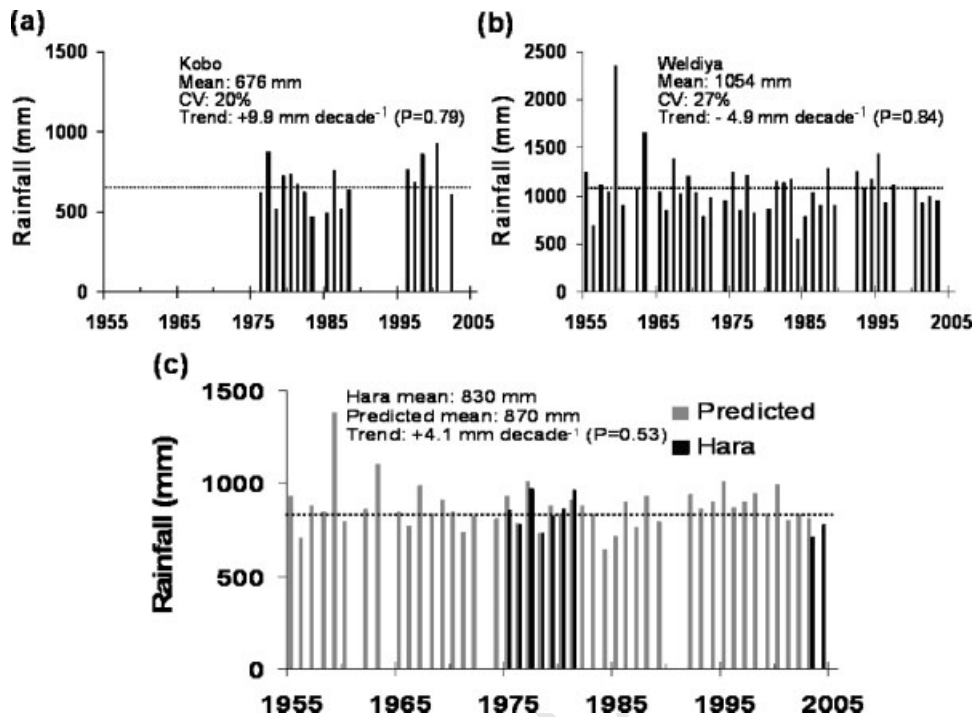 (a)
1500
1000
500
0
Rainfall (mm)
Kobo
Mean: 676 mm
CV: 20%
Trend: +9.9 mm decade⁻¹ (P=0.79)
1955 1965 1975 1985 1995 2005
(b)
2500
2000
1500
1000
500
0
Rainfall (mm)
Weldiya
Mean: 1054 mm
CV: 27%
Trend: - 4.9 mm decade⁻¹ (P=0.84)
1955 1965 1975 1985 1995 2005
(c)
1500
1000
500
0
Rainfall (mm)
Hara mean: 830 mm
Predicted mean: 870 mm
Trend: +4.1 mm decade⁻¹ (P=0.53)
Predicted
Hara
1955 1965 1975 1985 1995 2005